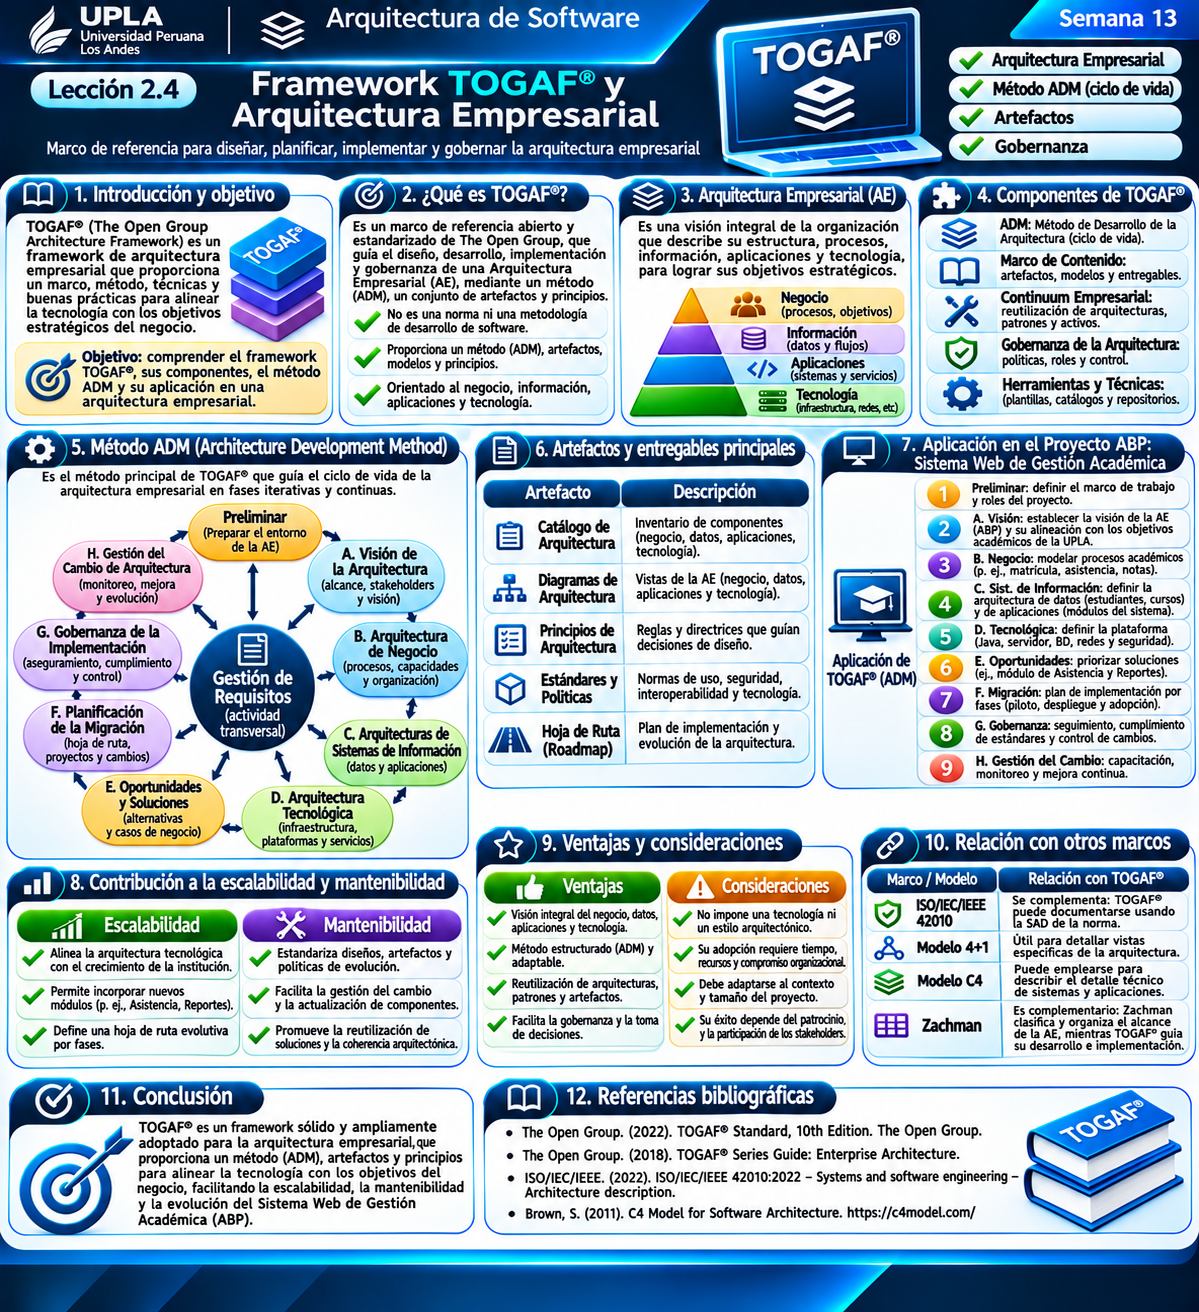 UPLA
Universidad Peruana
Los Andes
Arquitectura de Software
Semana 13
Lección 2.4
Framework TOGAF® y
Arquitectura Empresarial
Marco de referencia para diseñar, planificar, implementar y gobernar la arquitectura empresarial
TOGAF®
Arquitectura Empresarial
Método ADM (ciclo de vida)
Artefactos
Gobernanza
1. Introducción y objetivo
TOGAF® (The Open Group
Architecture Framework) es un
framework de arquitectura
empresarial que proporciona
un marco, método, técnicas y
buenas prácticas para alinear
la tecnología con los objetivos
estratégicos del negocio.
TOGAF®
Objetivo: comprender el framework
TOGAF®, sus componentes, el método
ADM y su aplicación en una
arquitectura empresarial.
2. ¿Qué es TOGAF®?
Es un marco de referencia abierto y
estandarizado de The Open Group, que
guía el diseño, desarrollo, implementación
y gobernanza de una Arquitectura
Empresarial (AE), mediante un método
(ADM), un conjunto de artefactos y principios.
No es una norma ni una metodología
de desarrollo de software.
Proporciona un método (ADM), artefactos,
modelos y principios.
Orientado al negocio, información,
aplicaciones y tecnología.
3. Arquitectura Empresarial (AE)
Es una visión integral de la organización
que describe su estructura, procesos,
información, aplicaciones y tecnología,
para lograr sus objetivos estratégicos.
Negocio
(procesos, objetivos)
Información
(datos y flujos)
Aplicaciones
(sistemas y servicios)
Tecnología
(infraestructura, redes, etc)
4. Componentes de TOGAF®
ADM: Método de Desarrollo de la
Arquitectura (ciclo de vida).
Marco de Contenido:
artefactos, modelos y entregables.
Continuum Empresarial:
reutilización de arquitecturas,
patrones y activos.
Gobernanza de la Arquitectura:
políticas, roles y control.
Herramientas y Técnicas:
(plantillas, catálogos y repositorios.
5. Método ADM (Architecture Development Method)
Es el método principal de TOGAF® que guía el ciclo de vida de la
arquitectura empresarial en fases iterativas y continuas.
Preliminar
(Preparar el entorno
de la AE)
A. Visión de
la Arquitectura
(alcance, stakeholders
y visión)
B. Arquitectura
de Negocio
(procesos, capacidades
y organización)
C. Arquitecturas de
Sistemas de Información
(datos y aplicaciones)
D. Arquitectura
Tecnológica
(infraestructura,
plataformas y servicios)
E. Oportunidades
y Soluciones
(alternativas
y casos de negocio)
F. Planificación
de la Migración
(hoja de ruta,
proyectos y cambios)
G. Gobernanza de la
Implementación
(aseguramiento, cumplimiento
y control)
H. Gestión del
Cambio de Arquitectura
(monitoreo, mejora
y evolución)
Gestión de
Requisitos
(actividad
transversal)
6. Artefactos y entregables principales
Artefacto
Descripción
Catálogo de
Arquitectura
Inventario de componentes
(negocio, datos, aplicaciones,
tecnología).
Diagramas de
Arquitectura
Vistas de la AE (negocio, datos,
aplicaciones y tecnología).
Principios de
Arquitectura
Reglas y directrices que guían
decisiones de diseño.
Estándares y
Politicas
Normas de uso, seguridad,
interoperabilidad y tecnología.
Hoja de Ruta
(Roadmap)
Plan de implementación y
evolución de la arquitectura.
7. Aplicación en el Proyecto ABP:
Sistema Web de Gestión Académica
Aplicación de
TOGAF® (ADM)
1 Preliminar: definir el marco de trabajo
y roles del proyecto.
2 A. Visión: establecer la visión de la AE
(ABP) y su alineación con los objetivos
académicos de la UPLA.
3 B. Negocio: modelar procesos académicos
(p. ej., matrícula, asistencia, notas).
4 C. Sist. de Información: definir la
arquitectura de datos (estudiantes, cursos)
y de aplicaciones (módulos del sistema).
5 D. Tecnológica: definir la plataforma
(Java, servidor, BD, redes y seguridad).
6 E. Oportunidades: priorizar soluciones
(ej., módulo de Asistencia y Reportes).
7 F. Migración: plan de implementación por
fases (piloto, despliegue y adopción).
8 G. Gobernanza: seguimiento, cumplimiento
de estándares y control de cambios.
9 H. Gestión del Cambio: capacitación,
monitoreo y mejora continua.
8. Contribución a la escalabilidad y mantenibilidad
Escalabilidad
Alinea la arquitectura tecnológica
con el crecimiento de la institución.
Permite incorporar nuevos
módulos (p. ej., Asistencia, Reportes).
Define una hoja de ruta evolutiva
por fases.
Mantenibilidad
Estandariza diseños, artefactos y
políticas de evolución.
Facilita la gestión del cambio
y la actualización de componentes.
Promueve la reutilización de
soluciones y la coherencia arquitectónica.
9. Ventajas y consideraciones
Ventajas
Visión integral del negocio, datos,
aplicaciones y tecnologia.
Método estructurado (ADM) y
adaptable.
Reutilización de arquitecturas,
patrones y artefactos.
Facilita la gobernanza y la toma
de decisiones.
Consideraciones
No impone una tecnología ni
un estilo arquitectónico.
Su adopción requiere tiempo,
recursos y compromiso organizacional.
Debe adaptarse al contexto
y tamaño del proyecto.
Su éxito depende del patrocinio,
y la participación de los stakeholders.
10. Relación con otros marcos
Marco / Modelo
Relación con TOGAF®
ISO/IEC/IEEE
42010
Se complementa: TOGAF®
puede documentarse usando
la SAD de la norma.
Modelo 4+1
Útil para detallar vistas
específicas de la arquitectura.
Modelo C4
Puede emplearse para
describir el detalle técnico
de sistemas y aplicaciones.
Zachman
Es complementario: Zachman
clasifica y organiza el alcance
de la AE, mientras TOGAF® guia
su desarrollo e implementación.
11. Conclusión
TOGAF® es un framework sólido y ampliamente
adoptado para la arquitectura empresarial, que
proporciona un método (ADM), artefactos y principios
para alinear la tecnología con los objetivos del
negocio, facilitando la escalabilidad, la mantenibilidad
y la evolución del Sistema Web de Gestión
Académica (ABP).
12. Referencias bibliográficas
• The Open Group. (2022). TOGAF® Standard, 10th Edition. The Open Group.
• The Open Group. (2018). TOGAF® Series Guide: Enterprise Architecture.
• ISO/IEC/IEEE. (2022). ISO/IEC/IEEE 42010:2022 – Systems and software engineering –
Architecture description.
• Brown, S. (2011). C4 Model for Software Architecture. https://c4model.com/
TOGAF®